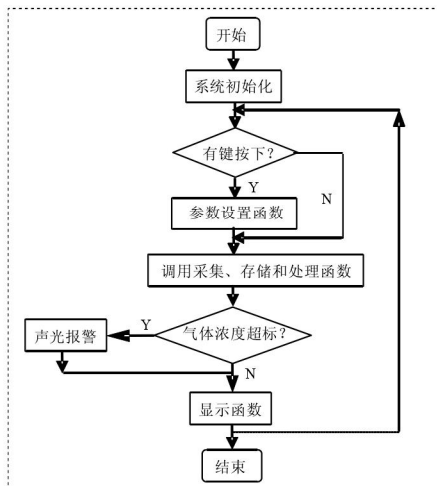 开始
系统初始化
有键按下？
Y
N
参数设置函数
调用采集、存储和处理函数
气体浓度超标？
Y
声光报警
N
显示函数
结束